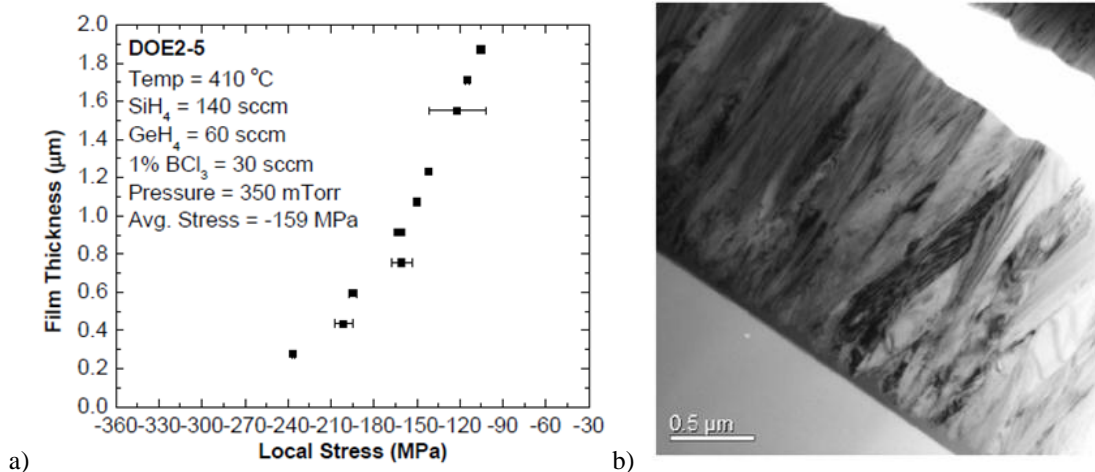 DOE2-5
Temp = 410 °C
SiH4 = 140 sccm
GeH4 = 60 sccm
1% BCl3 = 30 sccm
Pressure = 350 mTorr
Avg. Stress = -159 MPa
2.0
1.8
1.6
1.4
1.2
1.0
0.8
0.6
0.4
0.2
0.0
Film Thickness (μm)
-360-330-300-270-240-210-180-150-120 -90 -60 -30
Local Stress (MPa)
a)
0.5 μm
b)